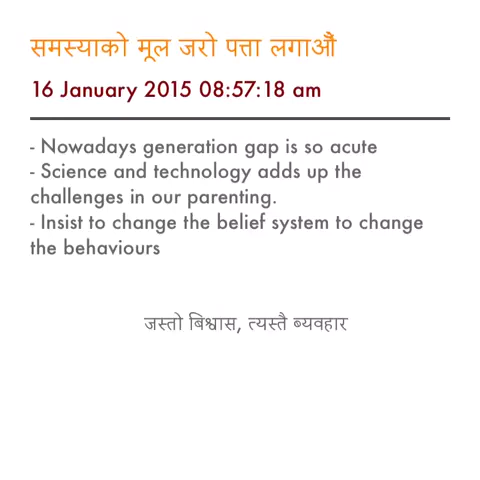 समस्याको मूल जरो पत्ता लगाऔँ
16 January 2015 08:57:18 am
- Nowadays generation gap is so acute
- Science and technology adds up the
challenges in our parenting.
- Insist to change the belief system to change
the behaviours
जस्तो बिश्वास, त्यस्तै ब्यवहार